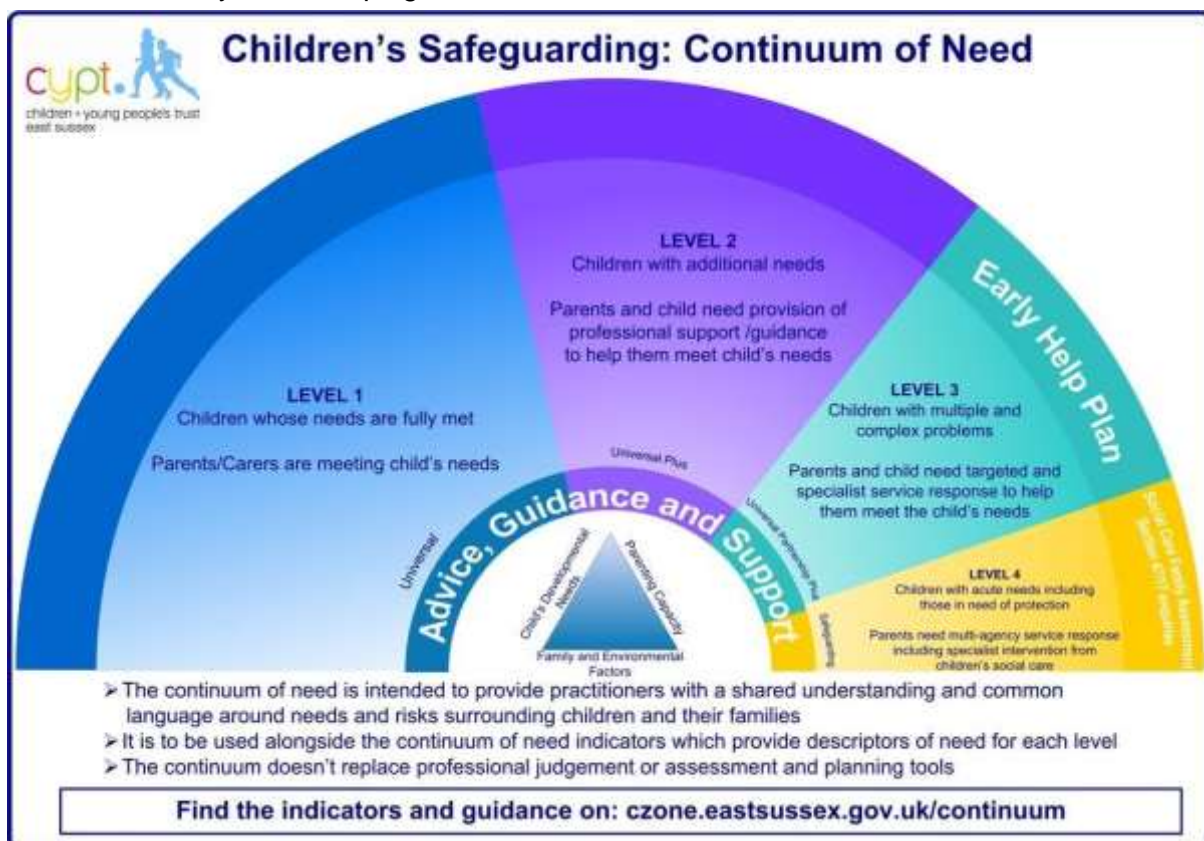 Children's Safeguarding: Continuum of Need
cypt.
children + young people's trust
east sussex
LEVEL 1
Children whose needs are fully met
Parents/Carers are meeting child's needs
LEVEL 2
Children with additional needs
Parents and child need provision of
professional support /guidance
to help them meet child's needs
LEVEL 3
Children with multiple and
complex problems
Parents and child need targeted and
specialist service response to help
them meet the child's needs
LEVEL 4
Children with acute needs including
those in need of protection
Parents need multi-agency service response
including specialist intervention from
children's social care
Early Help Plan
Social Care Family Assessment
Universal
Universal Plus
Universal Partnership Plus
Safeguarding
Advice, Guidance and Support
Child's Developmental
Needs
Parenting Capacity
Family and Environmental
Factors
➢ The continuum of need is intended to provide practitioners with a shared understanding and common
language around needs and risks surrounding children and their families
➢ It is to be used alongside the continuum of need indicators which provide descriptors of need for each level
➢ The continuum doesn't replace professional judgement or assessment and planning tools
Find the indicators and guidance on: czone.eastsussex.gov.uk/continuum